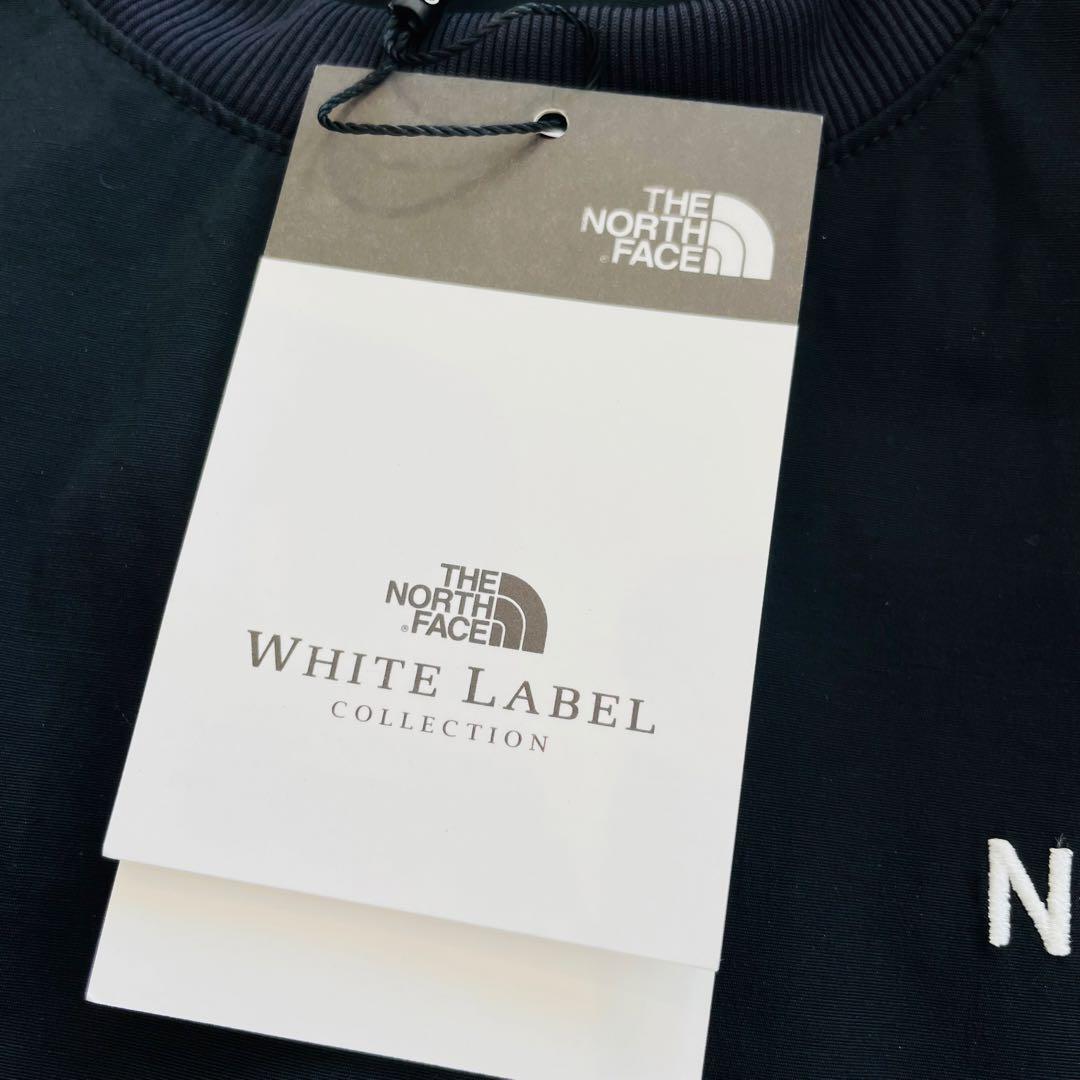 THE
NORTH
FACE
THE
NORTH
®FACE
WHITE LABEL
COLLECTION
N